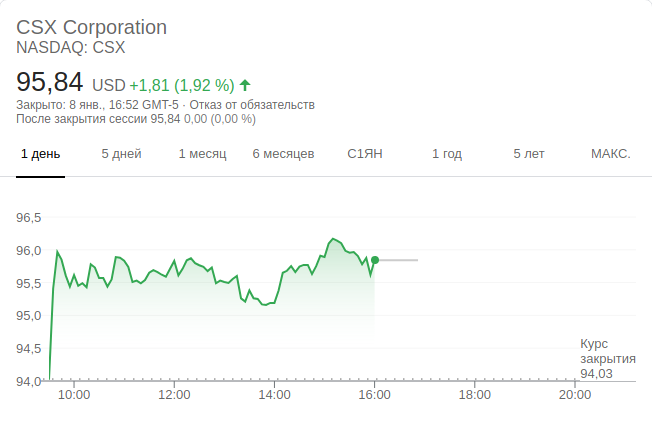 CSX Corporation
NASDAQ: CSX
95,84 USD +1,81 (1,92 %)
Закрыто: 8 янв., 16:52 GMT-5 · Отказ от обязательств
После закрытия сессии 95,84 0,00 (0,00 %)
1 день 5 дней 1 месяц 6 месяцев С1ЯН 1 год 5 лет МАКС.
96,5
96,0
95,5
95,0
94,5
94,0
Курс
закрытия
94,03
10:00 12:00 14:00 16:00 18:00 20:00